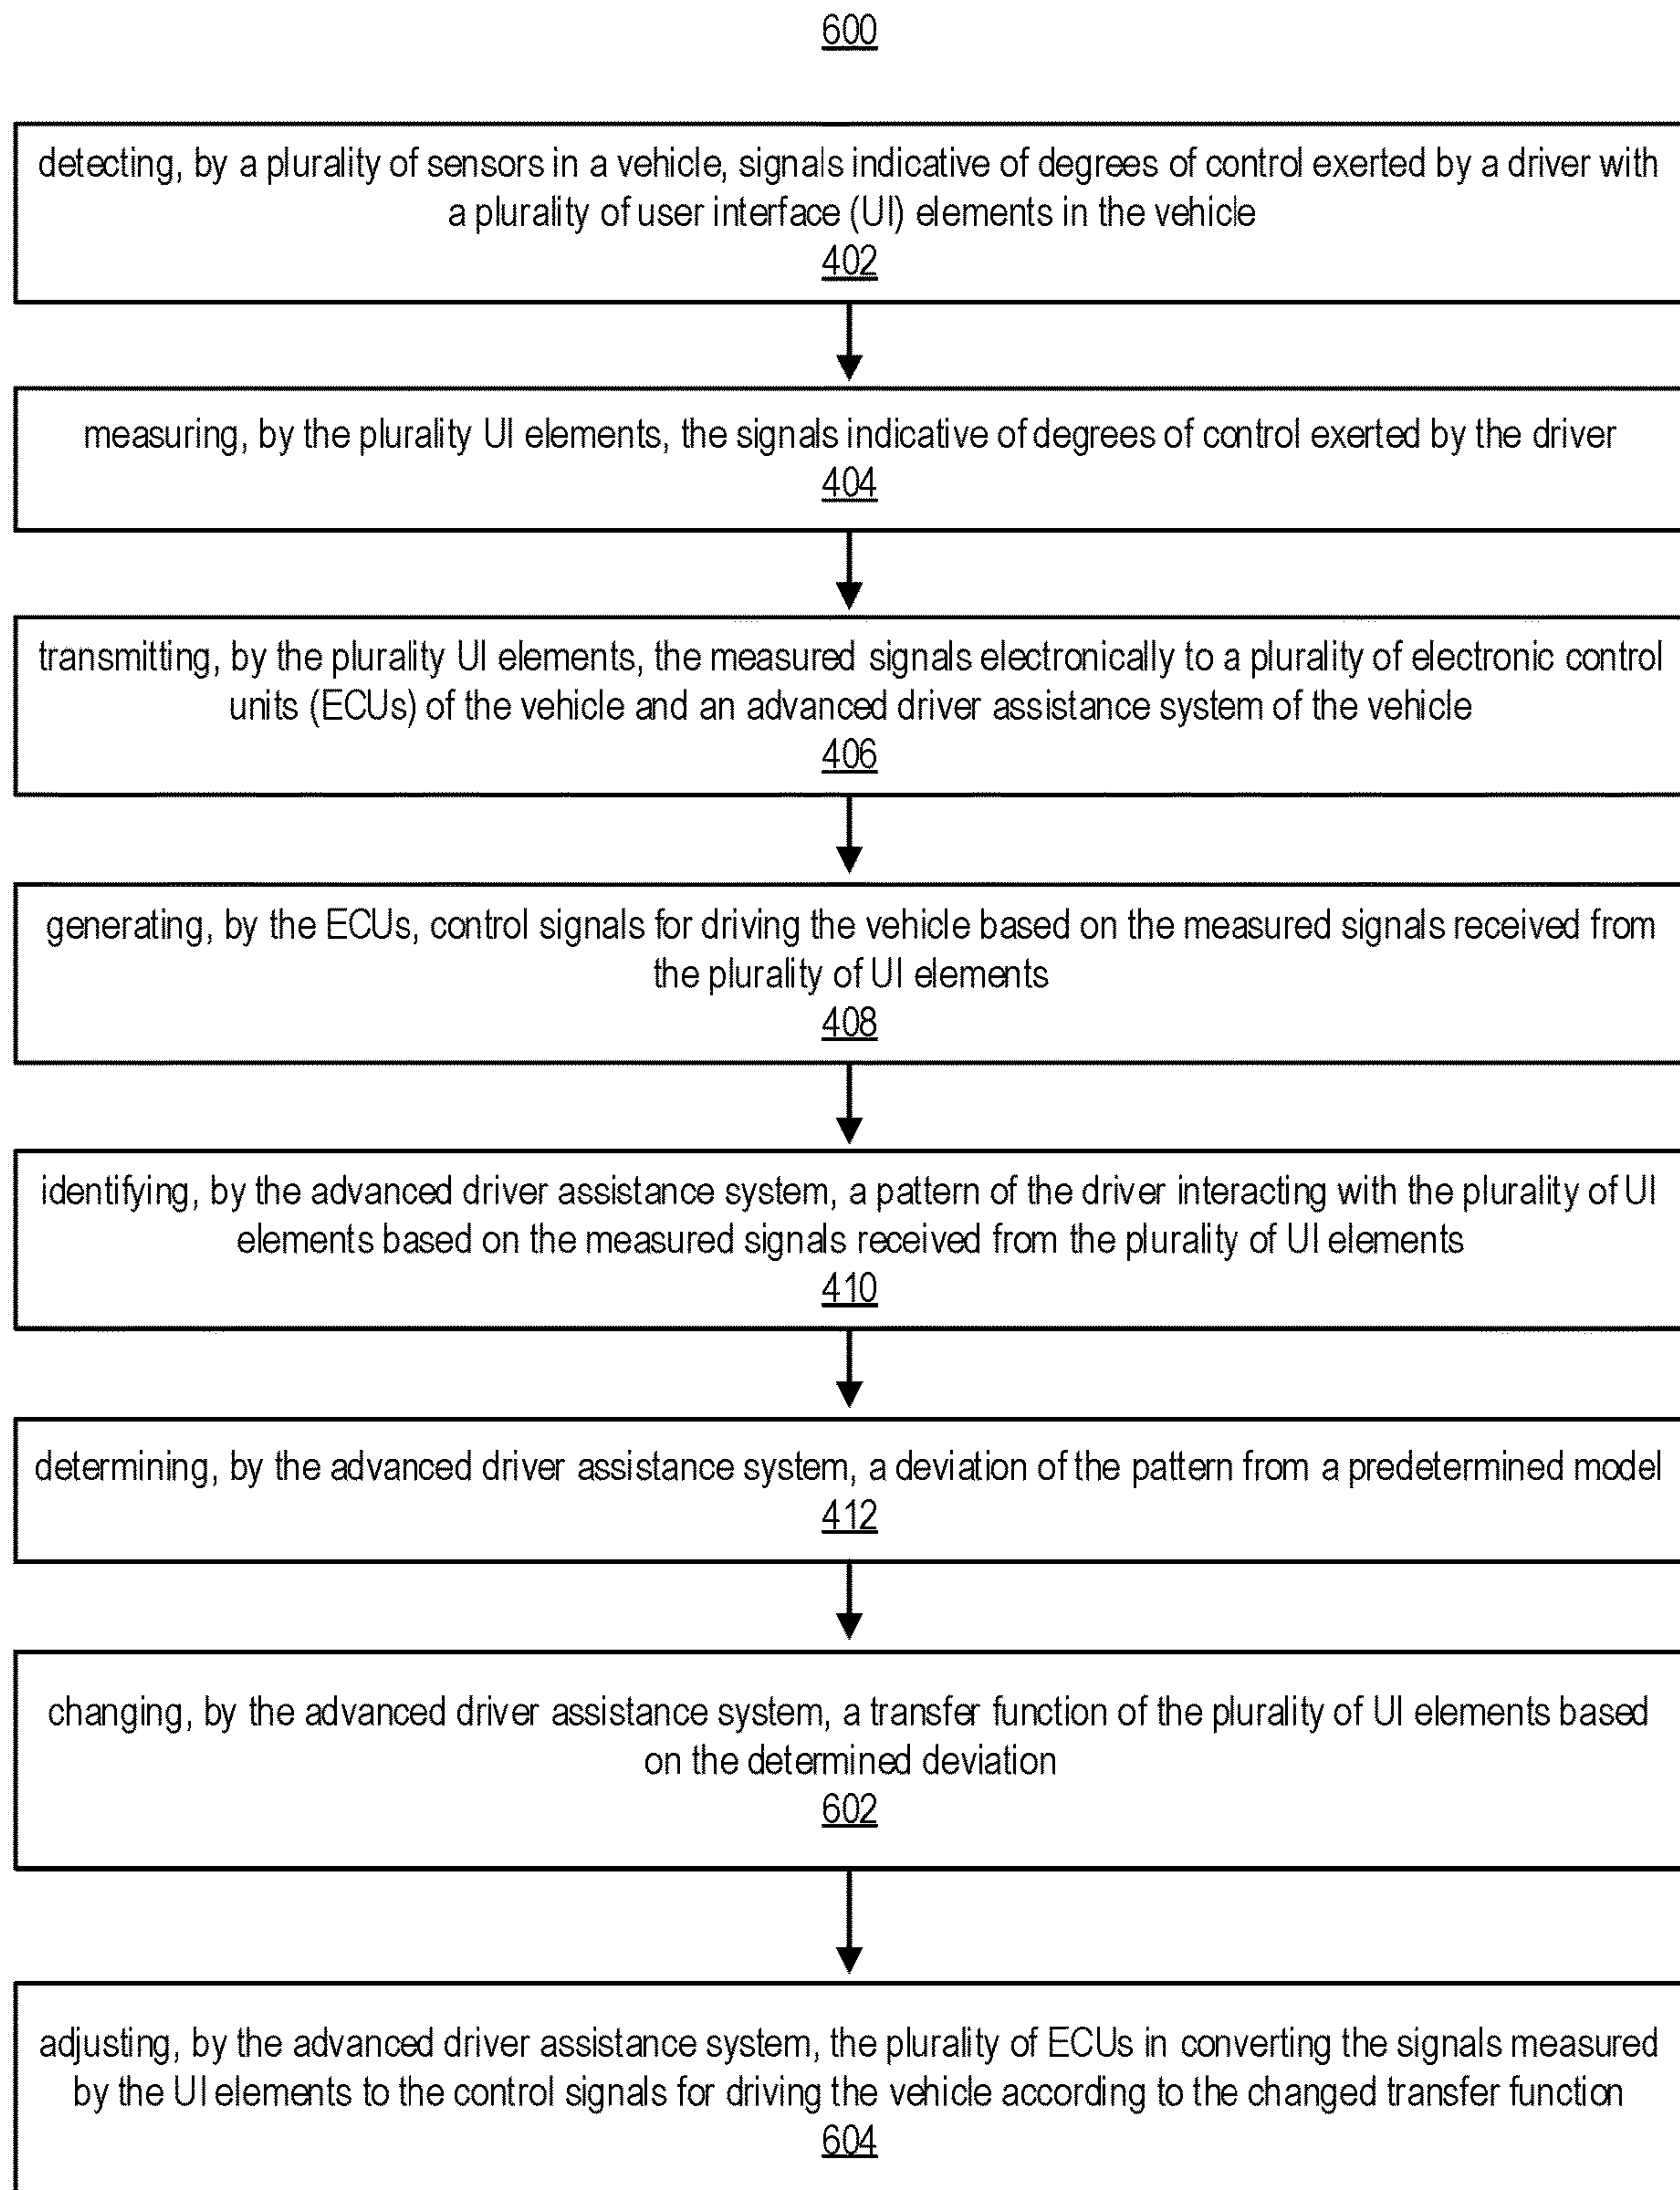 600
detecting, by a plurality of sensors in a vehicle, signals indicative of degrees of control exerted by a driver with
a plurality of user interface (UI) elements in the vehicle
402
measuring, by the plurality UI elements, the signals indicative of degrees of control exerted by the driver
404
transmitting, by the plurality UI elements, the measured signals electronically to a plurality of electronic control
units (ECUs) of the vehicle and an advanced driver assistance system of the vehicle
406
generating, by the ECUs, control signals for driving the vehicle based on the measured signals received from
the plurality of UI elements
408
identifying, by the advanced driver assistance system, a pattern of the driver interacting with the plurality of UI
elements based on the measured signals received from the plurality of UI elements
410
determining, by the advanced driver assistance system, a deviation of the pattern from a predetermined model
412
changing, by the advanced driver assistance system, a transfer function of the plurality of UI elements based
on the determined deviation
602
adjusting, by the advanced driver assistance system, the plurality of ECUs in converting the signals measured
by the UI elements to the control signals for driving the vehicle according to the changed transfer function
604